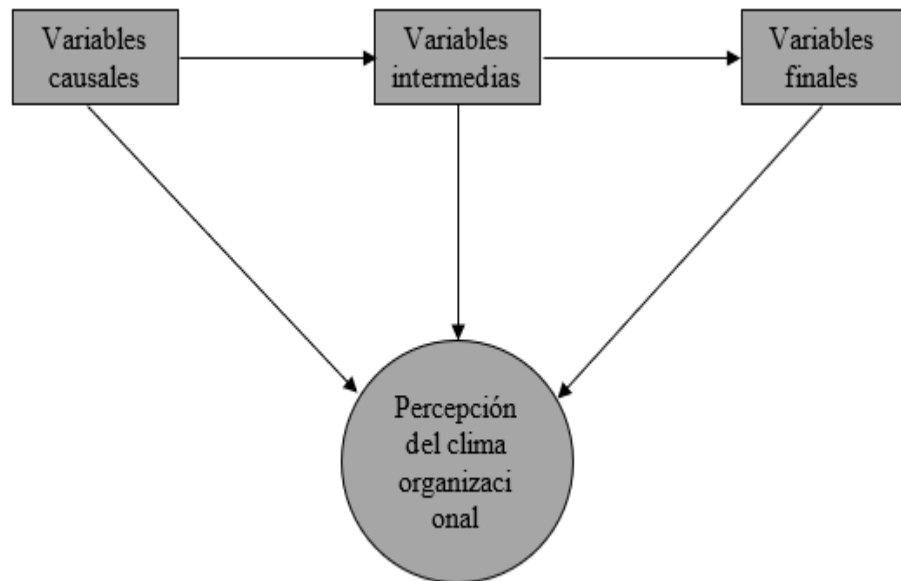 Variables
causales
Variables
intermedias
Variables
finales
Percepción
del clima
organizaci
onal